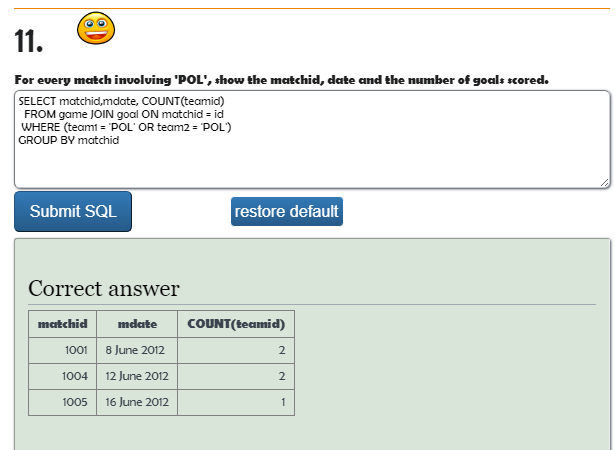 11.
For every match involving 'POL', show the matchid, date and the number of goals scored.
SELECT matchid,mdate, COUNT(teamid)
FROM game JOIN goal ON matchid = id
WHERE (team1 = 'POL' OR team2 = 'POL')
GROUP BY matchid
Submit SQL restore default
Correct answer
matchid mdate COUNT(teamid)
1001 8 June 2012 2
1004 12 June 2012 2
1005 16 June 2012 1